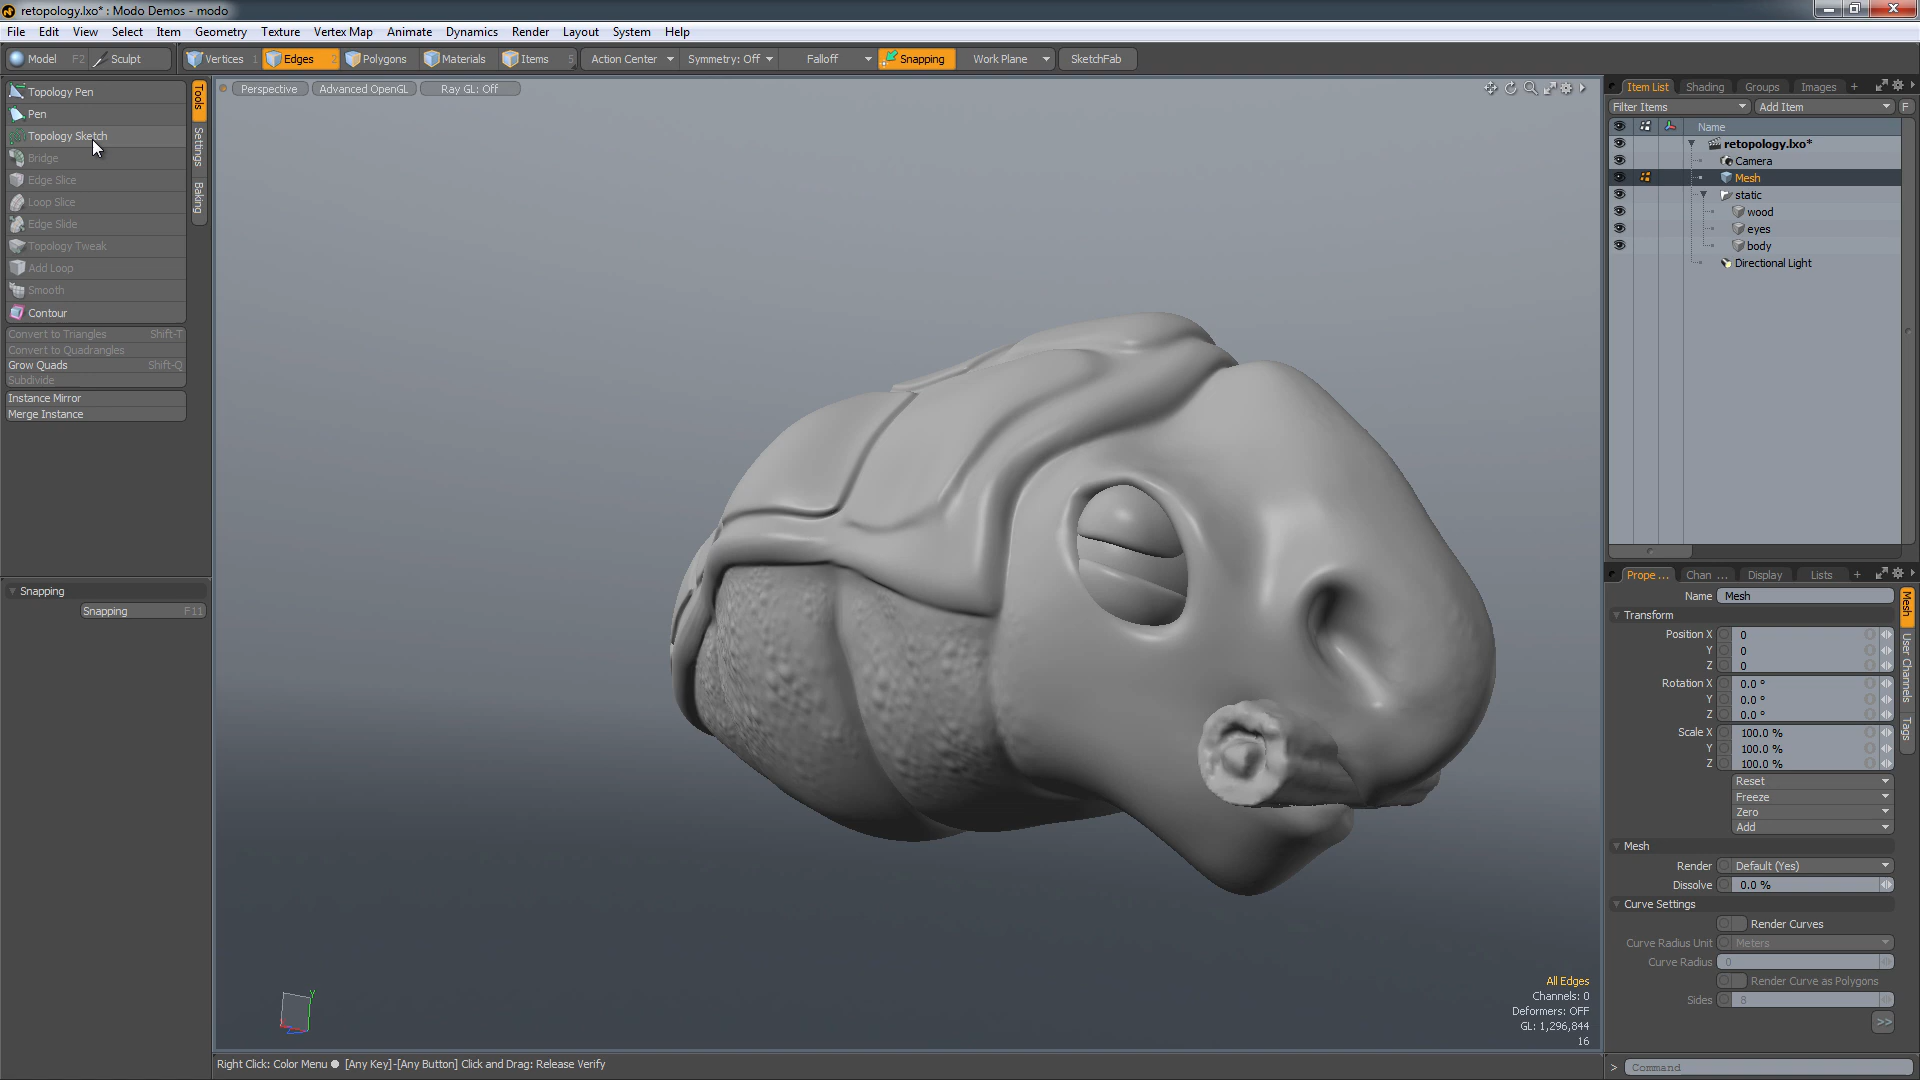 retopology.lxo* : Modo Demos - modo
File Edit View Select Item Geometry Texture Vertex Map Animate Dynamics Render Layout System Help
Model F2 Sculpt Vertices 1 Edges 2 Polygons Materials Items 5 Action Center Symmetry: Off Falloff Snapping Work Plane SketchFab
Topology Pen
Pen
Topology Sketch
Bridge
Edge Slice
Loop Slice
Edge Slide
Topology Tweak
Add Loop
Smooth
Contour
Convert to Triangles Shift-T
Convert to Quadrangles
Grow Quads Shift-Q
Subdivide
Instance Mirror
Merge Instance
Tools
Settings
Baking
Snapping
Snapping F11
Perspective Advanced OpenGL Ray GL: Off
All Edges
Channels: 0
Deformers: OFF
GL: 1,296,844
16
Y
Right Click: Color Menu ● [Any Key]-[Any Button] Click and Drag: Release Verify
Item List Shading Groups Images +
Filter Items Add Item F
Name
retopology.lxo*
Camera
Mesh
static
wood
eyes
body
Directional Light
Prope ... Chan ... Display Lists +
Name Mesh
Transform
Position X 0
Y 0
Z 0
Rotation X 0.0 °
Y 0.0 °
Z 0.0 °
Scale X 100.0 %
Y 100.0 %
Z 100.0 %
Reset
Freeze
Zero
Add
Mesh
Render Default (Yes)
Dissolve 0.0 %
Curve Settings
Render Curves
Curve Radius Unit Meters
Curve Radius 0
Render Curve as Polygons
Sides 8
>>
Mesh
User Channels
Tags
> Command